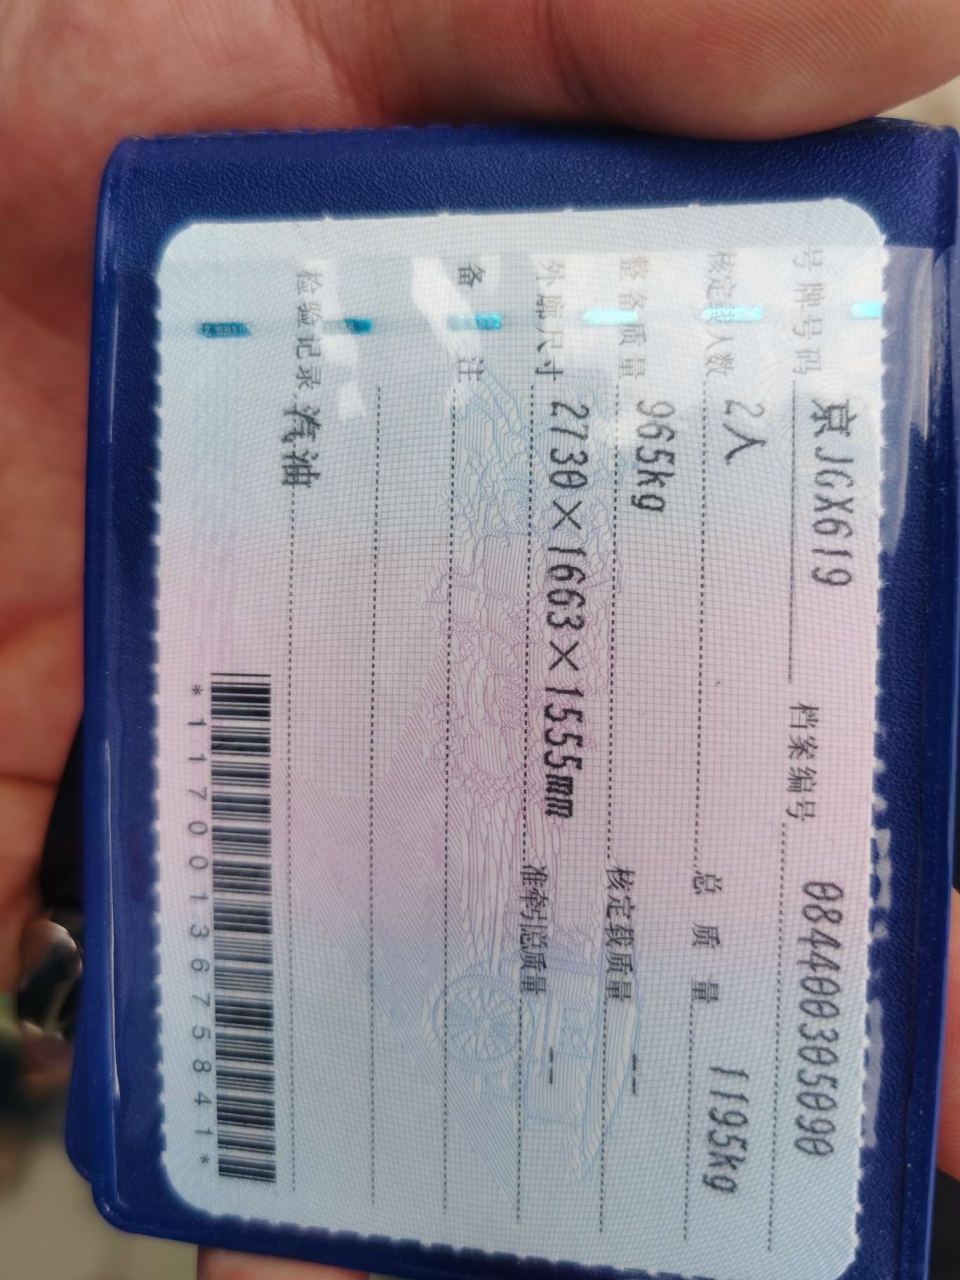 号牌号码 京JGX619 档案编号 084400305090
核定载人数 2人 总质量 1195kg
整备质量 965kg 核定载质量 --
外廓尺寸 2730×1663×1555mm 准牵引总质量 --
备注
检验记录 汽油
*1170013675841*